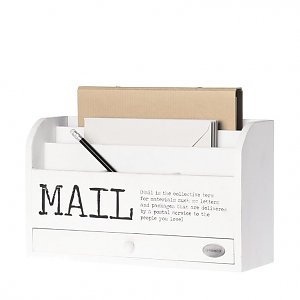 MAIL
(mail is the collective term
for materials such as letters
and packages that are delivered
by a postal service to the
people you love)